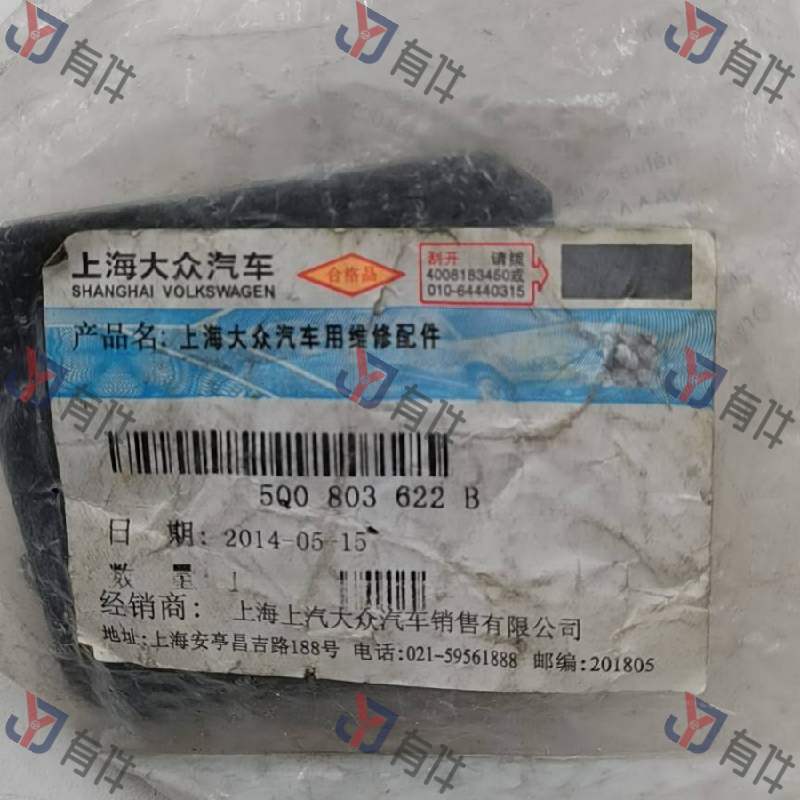 上海大众汽车
SHANGHAI VOLKSWAGEN
合格品
刮开 请拨
4008183450或
010-64440315
产品名: 上海大众汽车用维修配件
5Q0 803 622 B
日 期: 2014-05-15
数 量 1
经销商: 上海上汽大众汽车销售有限公司
地址:上海安亭昌吉路188号 电话:021-59561888 邮编:201805
有件
有件
有件
有件
有件
有件
有件
有件
有件